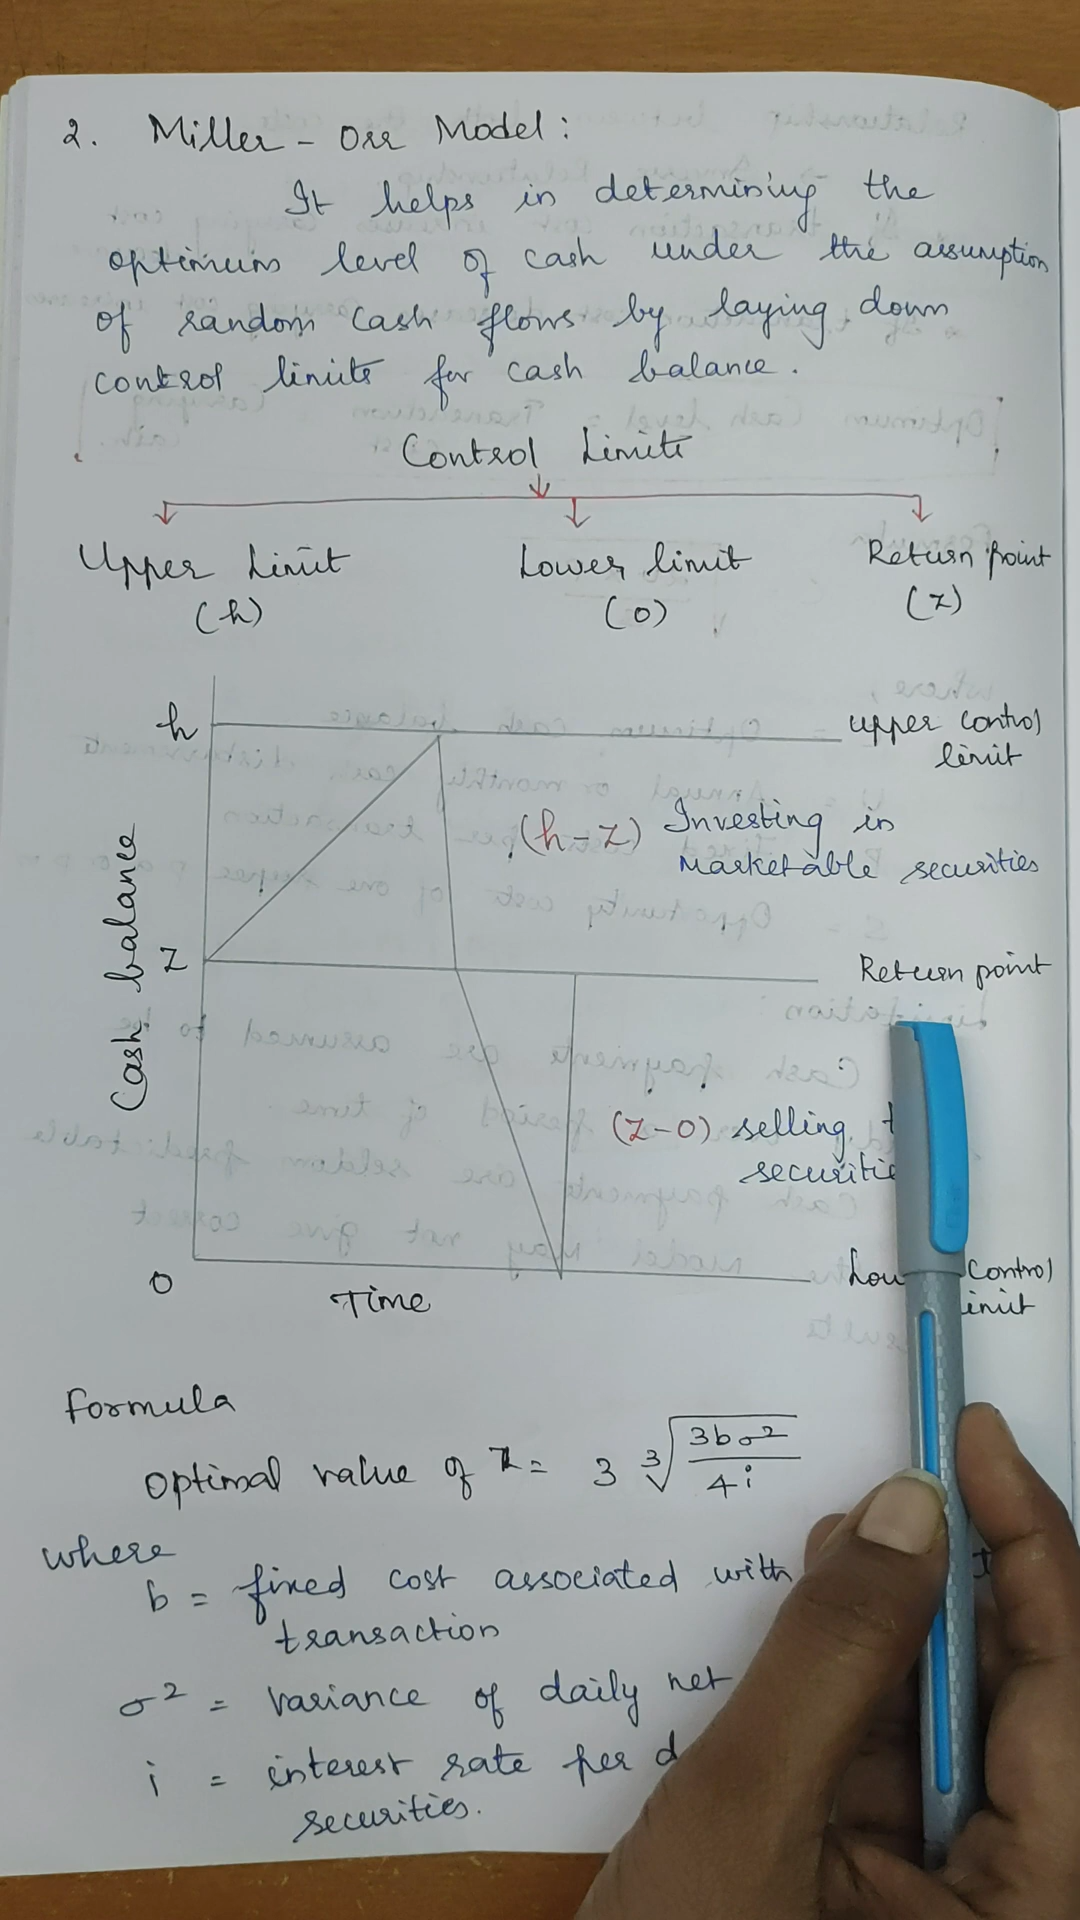 2. Miller - Orr Model:
It helps in determining the
optimum level of cash under the assumption
of random cash flows by laying down
control limits for cash balance.
Control Limits
Upper Limit
(h)
Lower limit
(0)
Return point
(Z)
h
upper control
limit
(h-Z) Investing in
Marketable securities
Cash balance
Z
Return point
(Z-0) selling
0
Time
Control
formula
optimal value of Z = 3 ∛ 3bσ²
4i
where
b = fixed cost associated with
transaction
σ² = variance of daily net
i = interest rate per
securities.